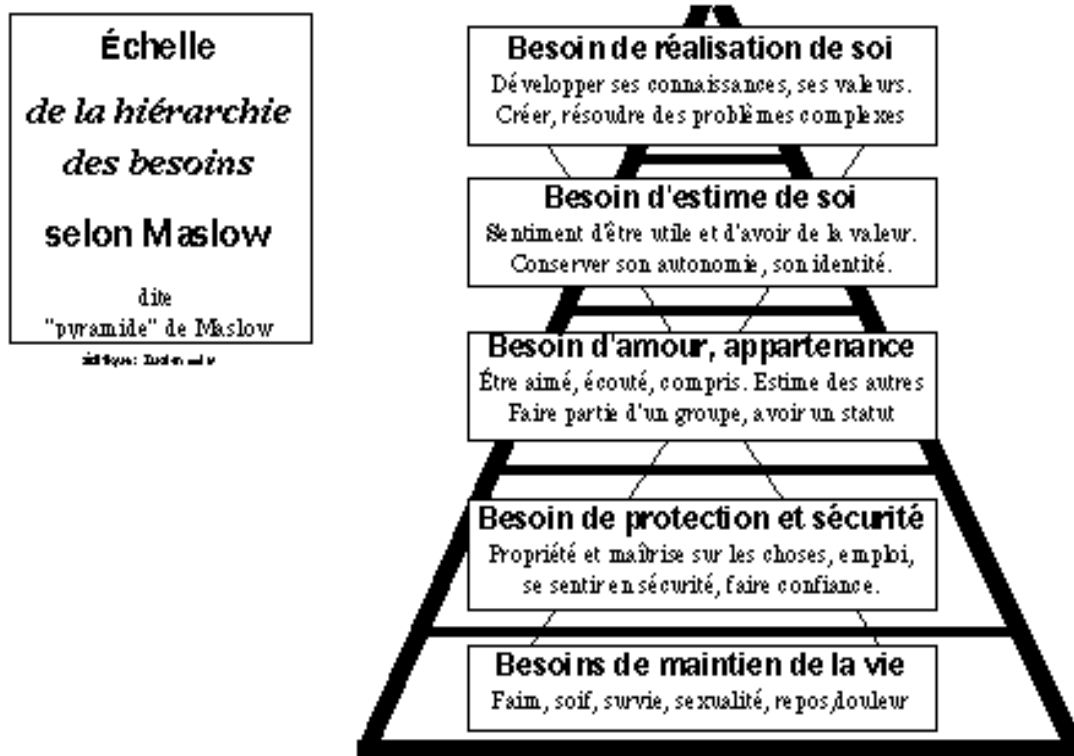 Échelle
de la hiérarchie
des besoins
selon Maslow
dite
"pyramide" de Maslow
Besoin de réalisation de soi
Développer ses connaissances, ses valeurs.
Créer, résoudre des problèmes complexes
Besoin d'estime de soi
Sentiment d'être utile et d'avoir de la valeur.
Conserver son autonomie, son identité.
Besoin d'amour, appartenance
Être aimé, écouté, compris. Estime des autres
Faire partie d'un groupe, avoir un statut
Besoin de protection et sécurité
Propriété et maîtrise sur les choses, emploi,
se sentir en sécurité, faire confiance.
Besoins de maintien de la vie
Faim, soif, survie, sexualité, repos,douleur